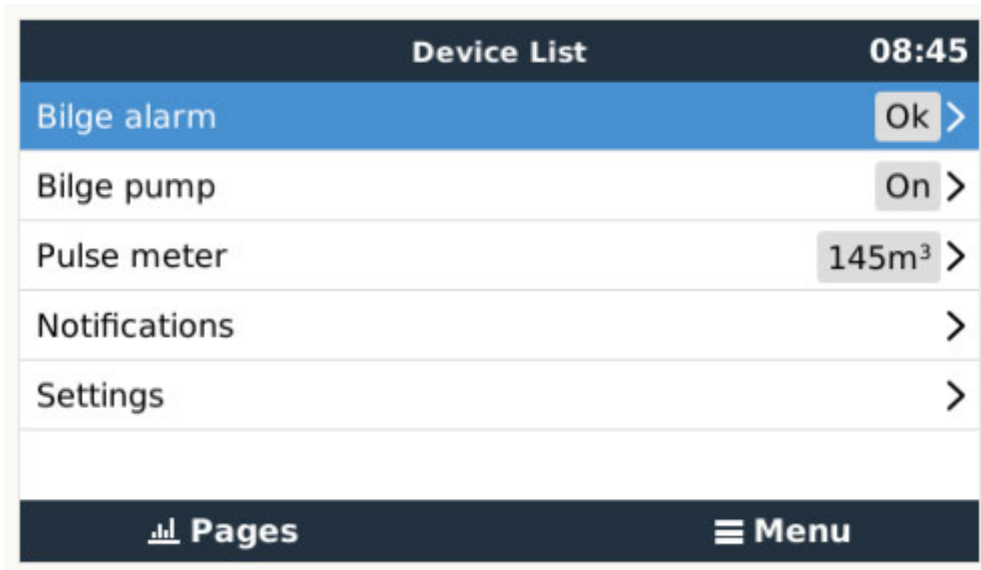 Device List 08:45
Bilge alarm Ok
Bilge pump On
Pulse meter 145m³
Notifications
Settings
Pages Menu